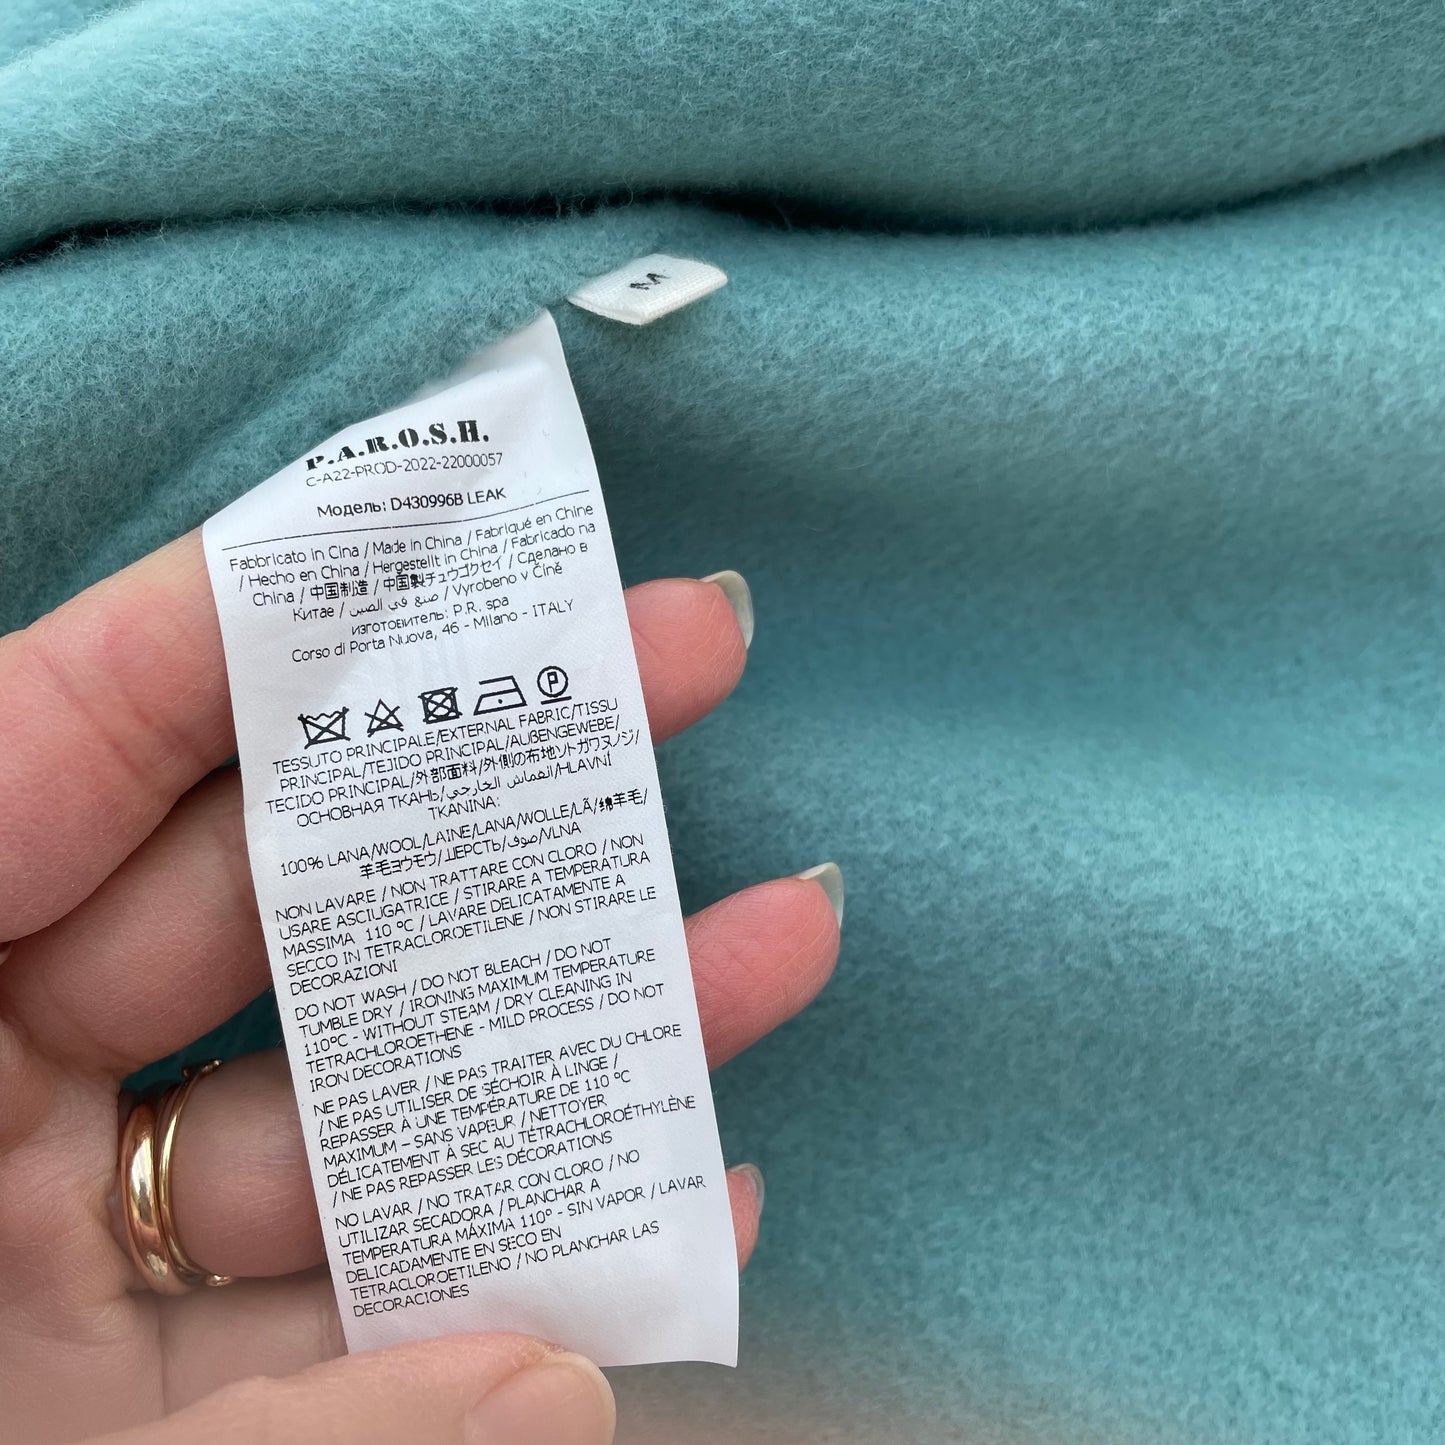 M
P.A.R.O.S.H.
C-A22-PROD-2022-22000057
Модель: D430996B LEAK
Fabbricato in Cina / Made in China / Fabriqué en Chine
/ Hecho en China / Hergestellt in China / Fabricado na
China / 中国制造 / 中国製チュウゴクセイ / Сделано в
Китае / صنع في الصين / Vyrobeno v Číně
изготовитель: P.R. spa
Corso di Porta Nuova, 46 - Milano - ITALY
P
TESSUTO PRINCIPALE/EXTERNAL FABRIC/TISSU
PRINCIPAL/TEJIDO PRINCIPAL/AUßENGEWEBE/
TECIDO PRINCIPAL/外部面料/外側の布地ソトガワヌノジ/
ОСНОВНАЯ ТКАНЬ/القماش الخارجي/HLAVNÍ
TKANINA:
100% LANA/WOOL/LAINE/LANA/WOLLE/LÃ/绵羊毛/
羊毛ヨウモウ/ШЕРСТЬ/صوف/VLNA
NON LAVARE / NON TRATTARE CON CLORO / NON
USARE ASCIUGATRICE / STIRARE A TEMPERATURA
MASSIMA 110 ºC / LAVARE DELICATAMENTE A
SECCO IN TETRACLOROETILENE / NON STIRARE LE
DECORAZIONI
DO NOT WASH / DO NOT BLEACH / DO NOT
TUMBLE DRY / IRONING MAXIMUM TEMPERATURE
110ºC - WITHOUT STEAM / DRY CLEANING IN
TETRACHLOROETHENE - MILD PROCESS / DO NOT
IRON DECORATIONS
NE PAS LAVER / NE PAS TRAITER AVEC DU CHLORE
/ NE PAS UTILISER DE SÉCHOIR À LINGE /
REPASSER À UNE TEMPÉRATURE DE 110 ºC
MAXIMUM – SANS VAPEUR / NETTOYER
DÉLICATEMENT À SEC AU TÉTRACHLOROÉTHYLÈNE
/ NE PAS REPASSER LES DÉCORATIONS
NO LAVAR / NO TRATAR CON CLORO / NO
UTILIZAR SECADORA / PLANCHAR A
TEMPERATURA MÁXIMA 110º - SIN VAPOR / LAVAR
DELICADAMENTE EN SECO EN
TETRACLOROETILENO / NO PLANCHAR LAS
DECORACIONES